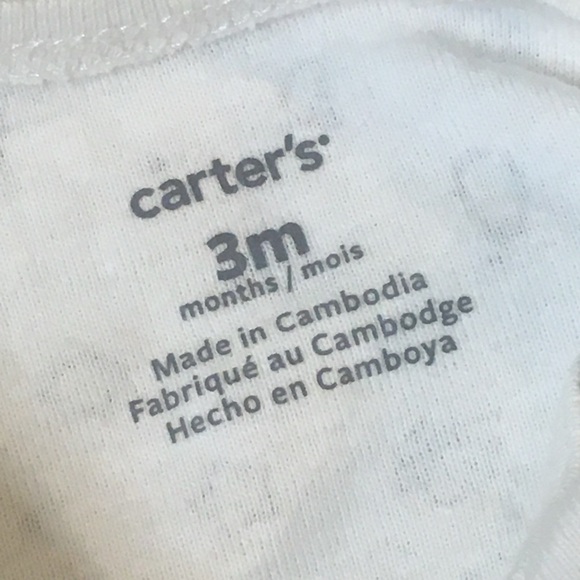 carter's
3m
months / mois
Made in Cambodia
Fabriqué au Cambodge
Hecho en Camboya